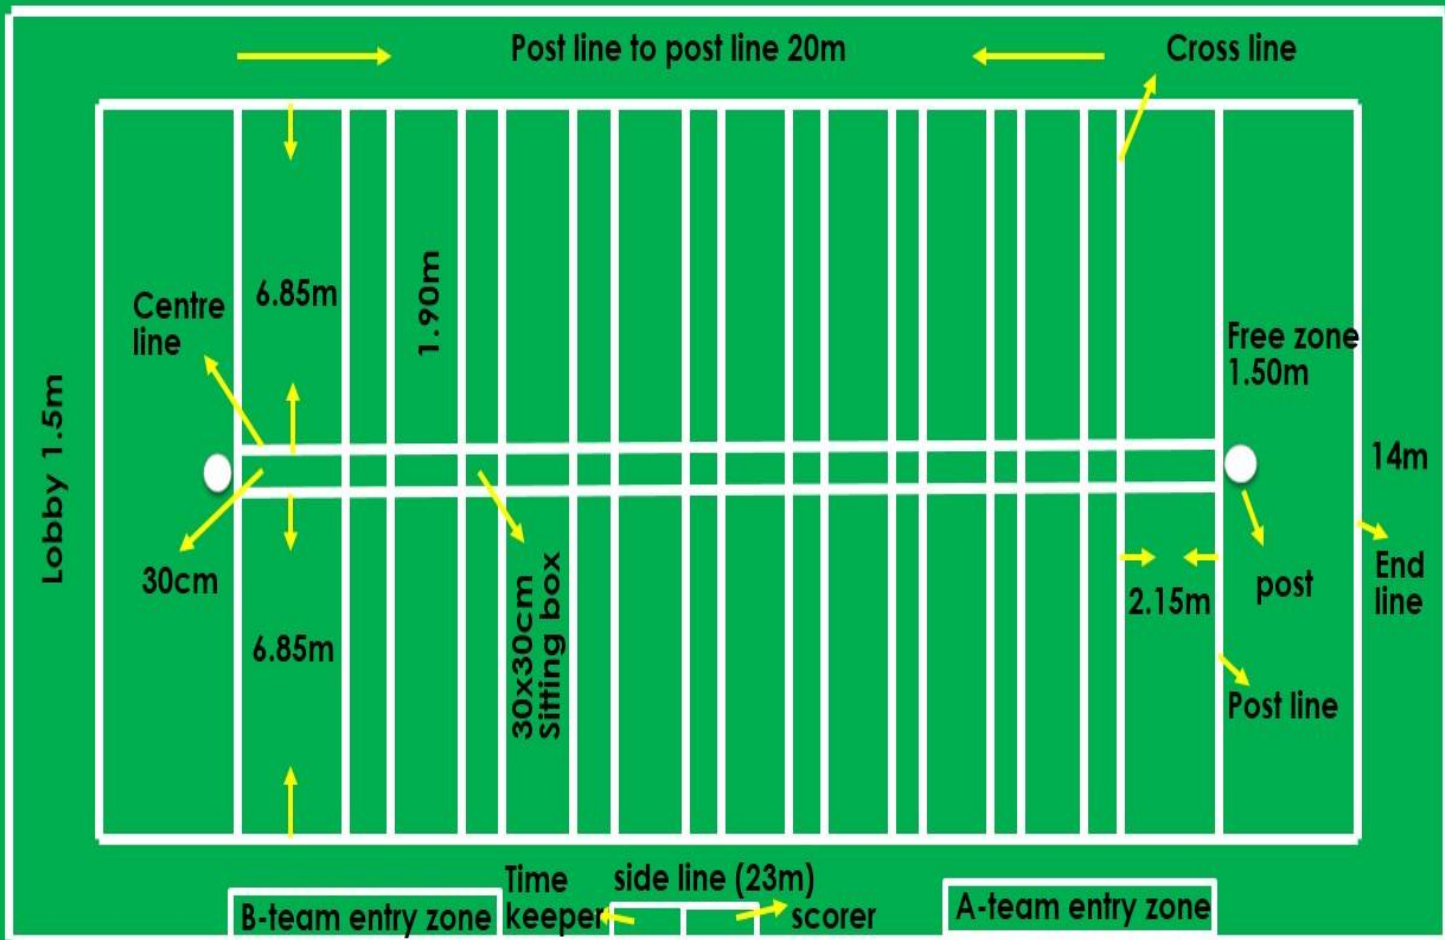 Post line to post line 20m
Cross line
Centre
line
6.85m
1.90m
Free zone
1.50m
Lobby 1.5m
14m
30cm
30x30cm
Sitting box
2.15m
post
End
line
6.85m
Post line
Time
keeper
side line (23m)
scorer
B-team entry zone
A-team entry zone